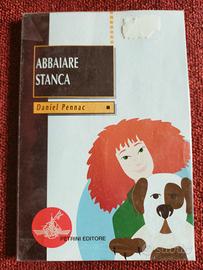 ABBAIARE
STANCA
Daniel Pennac
PETRINI EDITORE